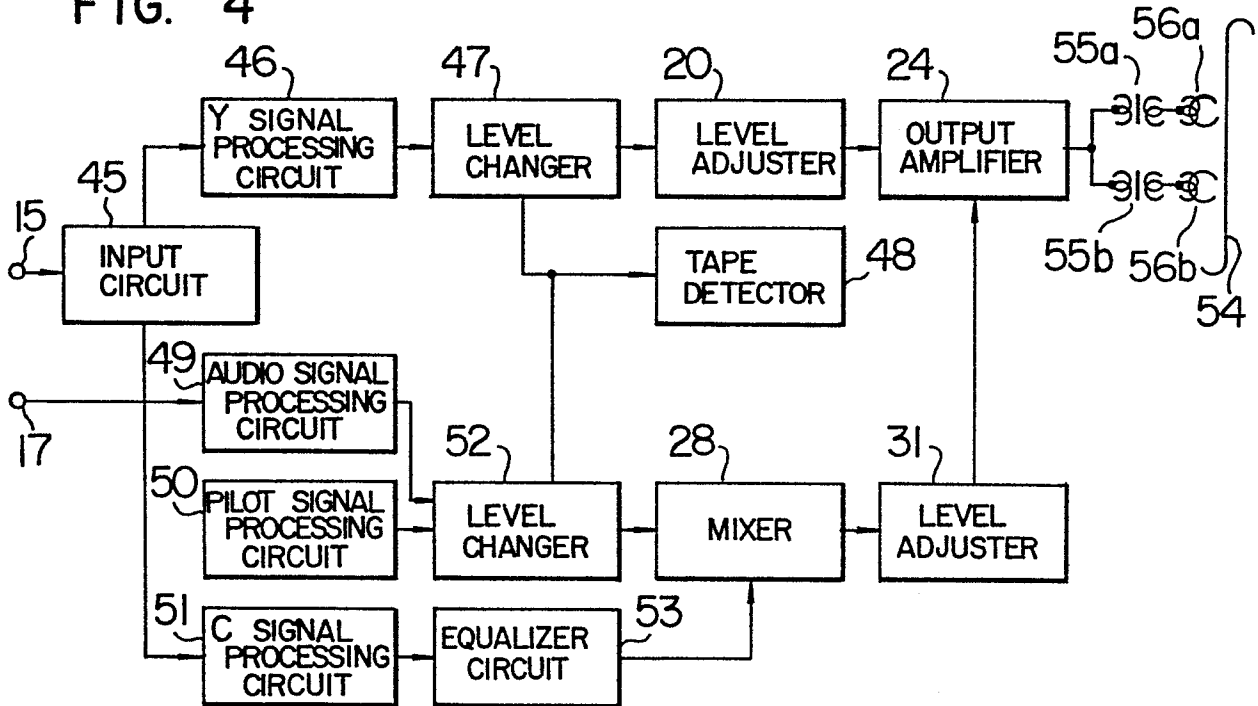 FIG. 4
46
47
20
24
55a
56a
Y SIGNAL
PROCESSING
CIRCUIT
LEVEL
CHANGER
LEVEL
ADJUSTER
OUTPUT
AMPLIFIER
45
15
INPUT
CIRCUIT
TAPE
DETECTOR
48
55b
56b
54
49
AUDIO SIGNAL
PROCESSING
CIRCUIT
17
52
28
31
50
PILOT SIGNAL
PROCESSING
CIRCUIT
LEVEL
CHANGER
MIXER
LEVEL
ADJUSTER
51
C SIGNAL
PROCESSING
CIRCUIT
EQUALIZER
CIRCUIT
53